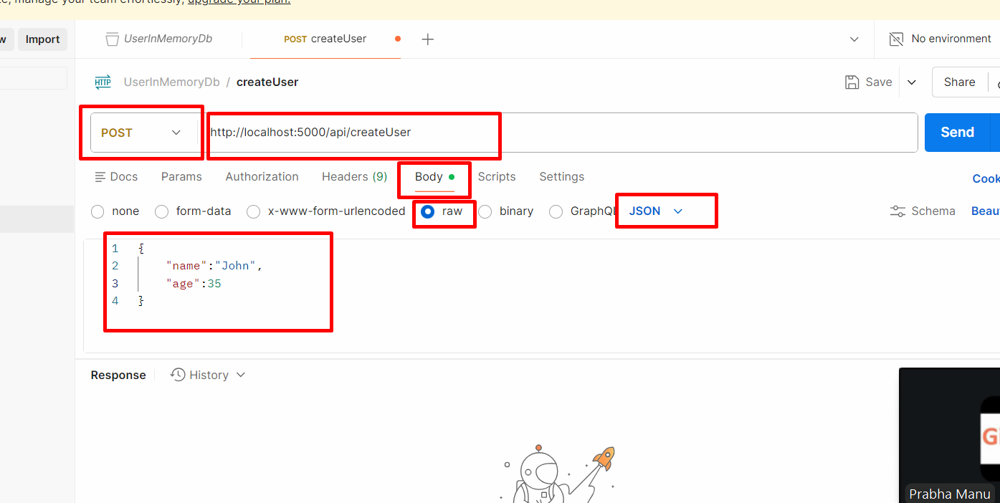 manage your team effortlessly, upgrade your plan.
Import
UserInMemoryDb
POST createUser
No environment
HTTP UserInMemoryDb / createUser
Save
Share
POST
http://localhost:5000/api/createUser
Send
Docs Params Authorization Headers (9) Body Scripts Settings
Cook
none form-data x-www-form-urlencoded raw binary GraphQL JSON
Schema Beau
1 {
2 "name":"John",
3 "age":35
4 }
Response History
Gi
Prabha Manu